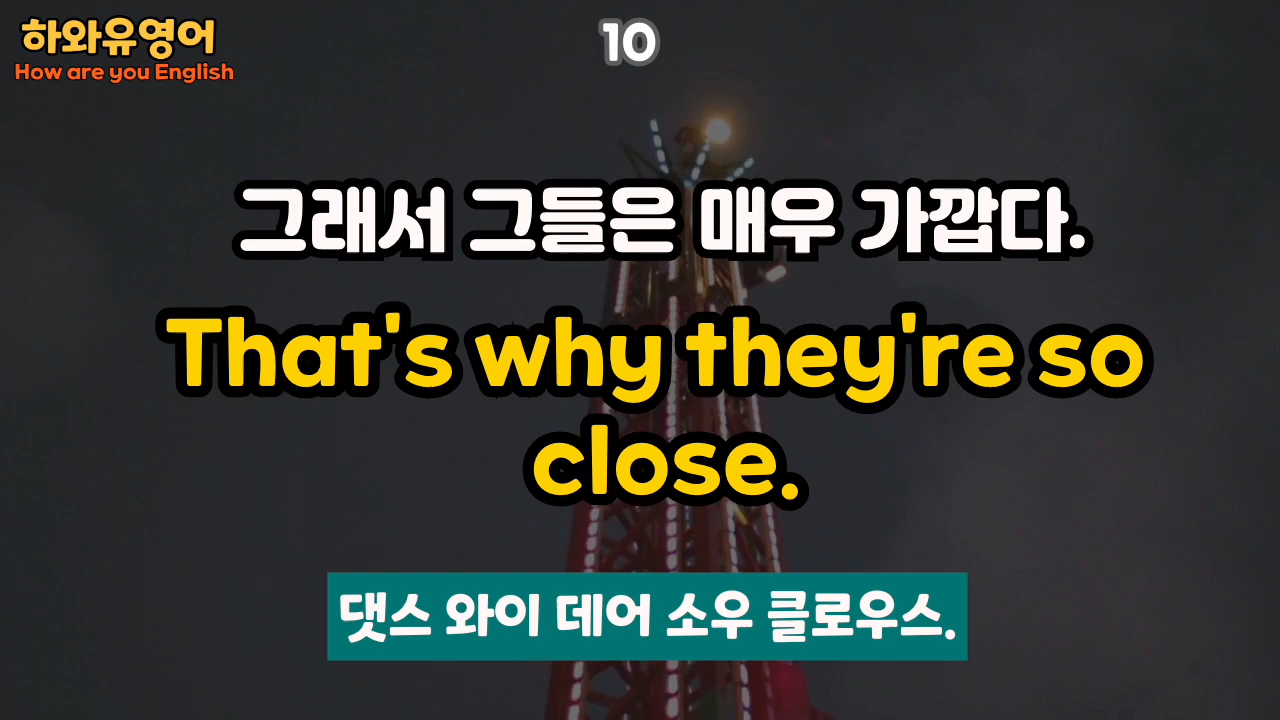 하와유영어
How are you English
10
그래서 그들은 매우 가깝다.
That's why they're so
close.
댓스 와이 데어 소우 클로우스.